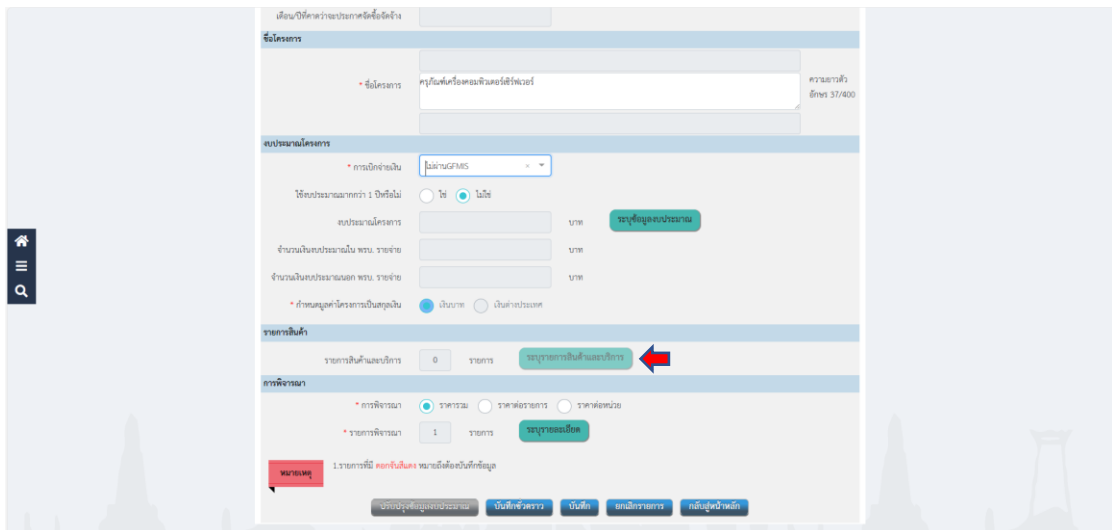 เดือน/ปีที่คาดว่าจะประกาศจัดซื้อจัดจ้าง
ชื่อโครงการ
* ชื่อโครงการ ครุภัณฑ์เครื่องคอมพิวเตอร์เซิร์ฟเวอร์ ความยาวตัว
อักษร 37/400
งบประมาณโครงการ
* การเบิกจ่ายเงิน ไม่ผ่านGFMIS ×
ใช้งบประมาณมากกว่า 1 ปีหรือไม่ ใช่ ไม่ใช่
งบประมาณโครงการ บาท ระบุข้อมูลงบประมาณ
จำนวนเงินงบประมาณใน พรบ. รายจ่าย บาท
จำนวนเงินงบประมาณนอก พรบ. รายจ่าย บาท
* กำหนดมูลค่าโครงการเป็นสกุลเงิน เงินบาท เงินต่างประเทศ
รายการสินค้า
รายการสินค้าและบริการ 0 รายการ ระบุรายการสินค้าและบริการ
การพิจารณา
* การพิจารณา ราคารวม ราคาต่อรายการ ราคาต่อหน่วย
* รายการพิจารณา 1 รายการ ระบุรายละเอียด
หมายเหตุ 1.รายการที่มี ดอกจันสีแดง หมายถึงต้องบันทึกข้อมูล
ปรับปรุงข้อมูลงบประมาณ บันทึกชั่วคราว บันทึก ยกเลิกรายการ กลับสู่หน้าหลัก